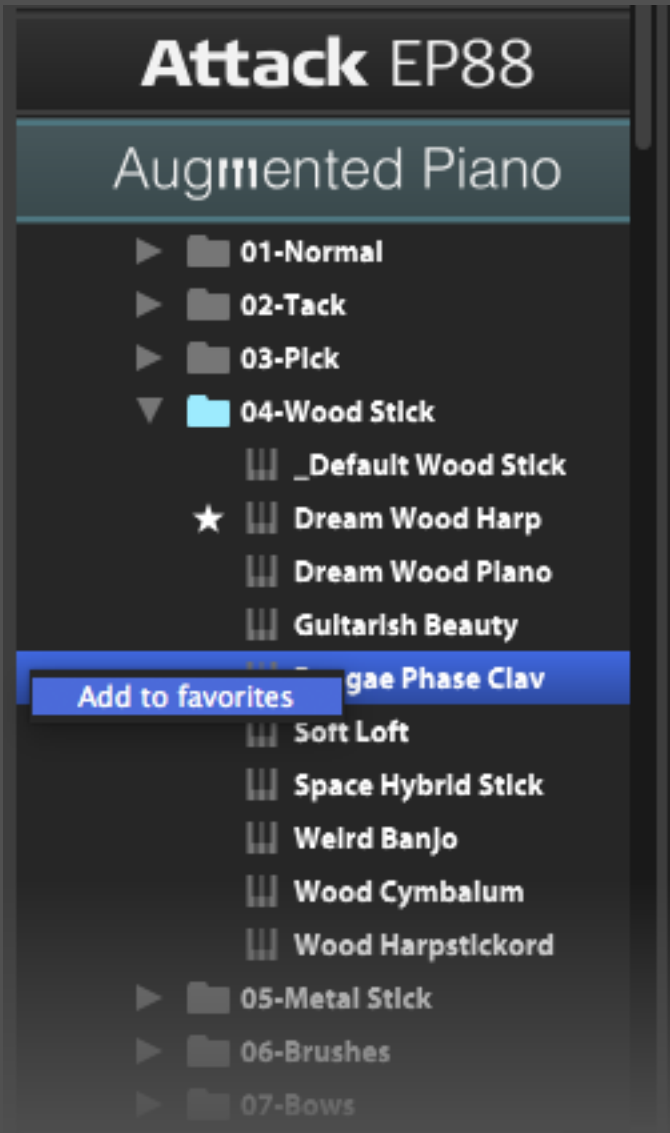 Attack EP88
Augmented Piano
01-Normal
02-Tack
03-Pick
04-Wood Stick
_Default Wood Stick
Dream Wood Harp
Dream Wood Piano
Guitarish Beauty
gae Phase Clav
Add to favorites
Soft Loft
Space Hybrid Stick
Weird Banjo
Wood Cymbalum
Wood Harpstickord
05-Metal Stick
06-Brushes
07-Bows